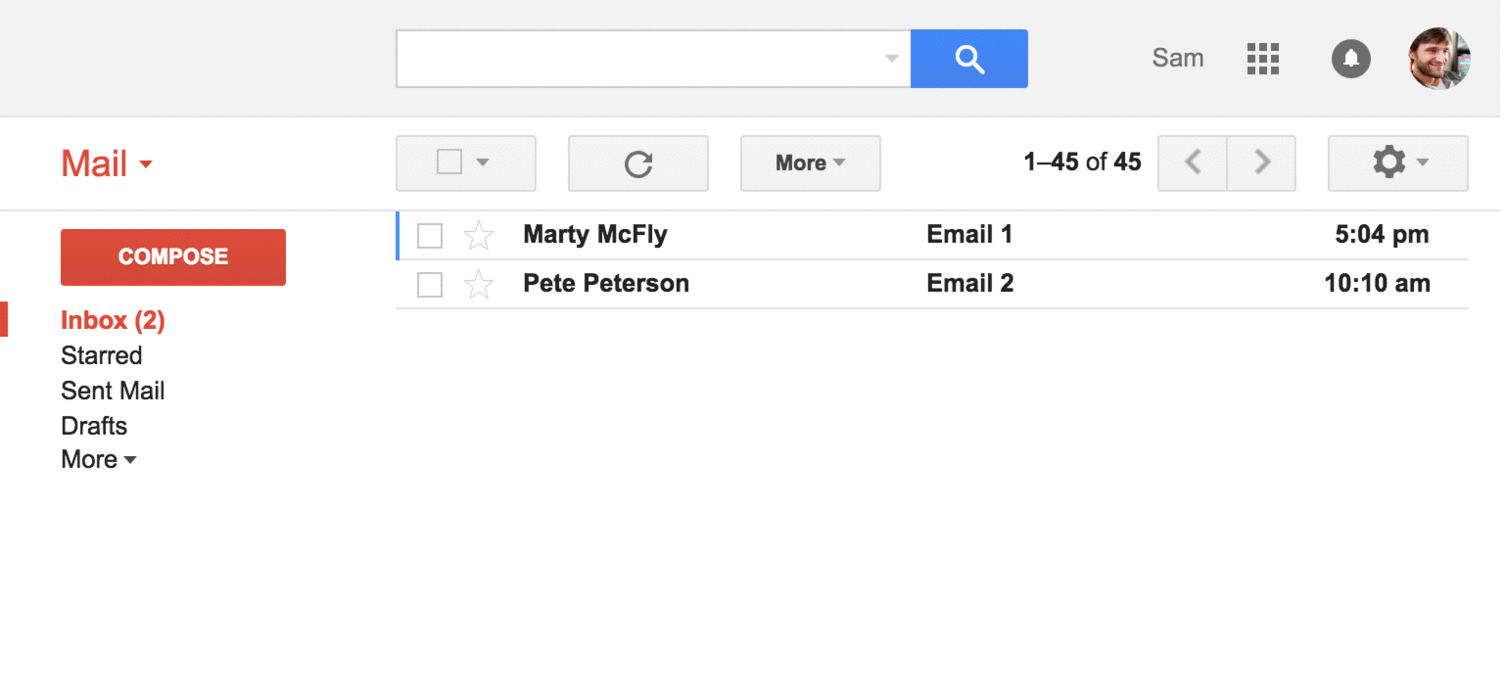 Sam
Mail
More
1–45 of 45
COMPOSE
Inbox (2)
Starred
Sent Mail
Drafts
More
Marty McFly Email 1 5:04 pm
Pete Peterson Email 2 10:10 am